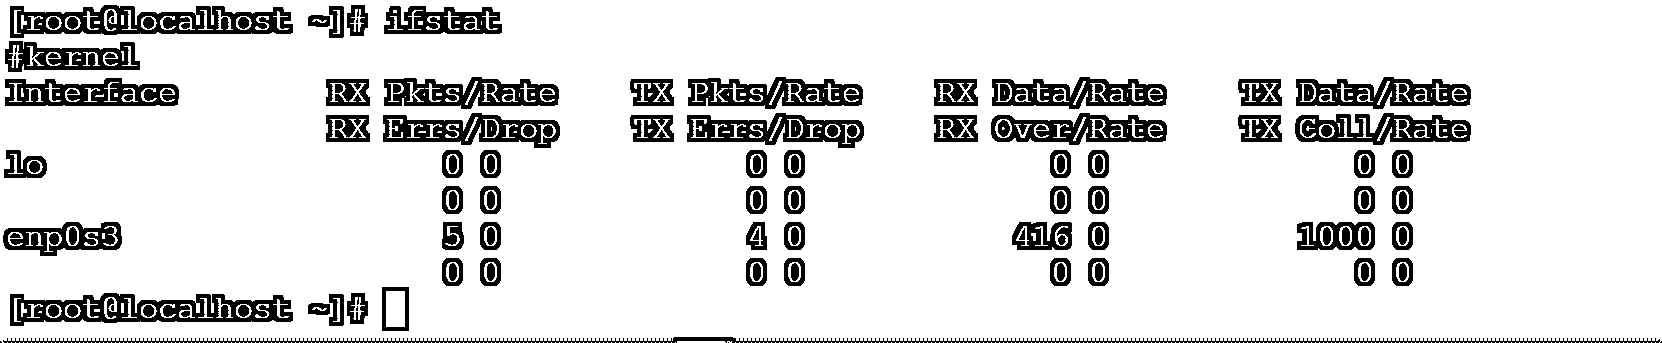 [root@localhost ~]# ifstat
#kernel
Interface        RX Pkts/Rate    TX Pkts/Rate    RX Data/Rate    TX Data/Rate
                 RX Errs/Drop    TX Errs/Drop    RX Over/Rate    TX Coll/Rate
lo                     0 0             0 0             0 0             0 0
                       0 0             0 0             0 0             0 0
enp0s3                 5 0             4 0           416 0          1000 0
                       0 0             0 0             0 0             0 0
[root@localhost ~]#